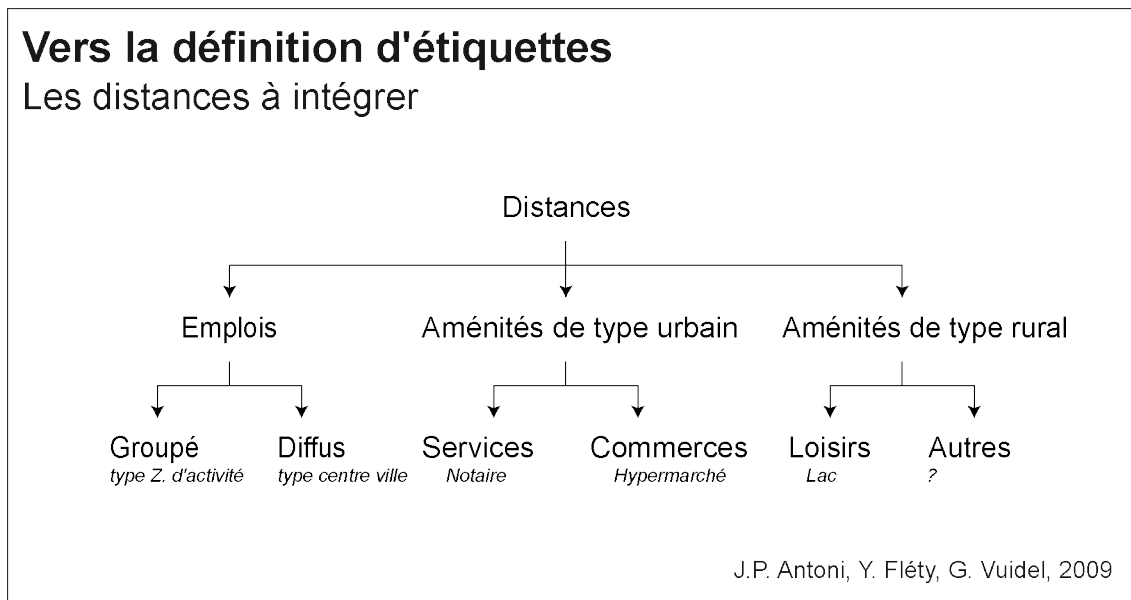 Vers la définition d'étiquettes
Les distances à intégrer
Distances
Emplois
Aménités de type urbain
Aménités de type rural
Groupé
type Z. d'activité
Diffus
type centre ville
Services
Notaire
Commerces
Hypermarché
Loisirs
Lac
Autres
?
J.P. Antoni, Y. Fléty, G. Vuidel, 2009